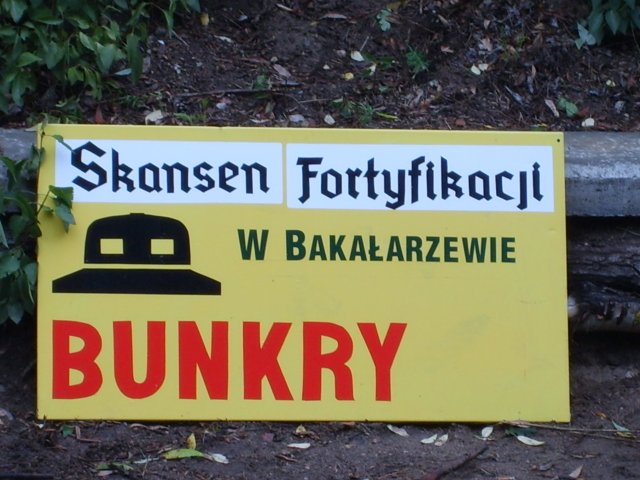 Skansen Fortyfikacji
W BAKAŁARZEWIE
BUNKRY